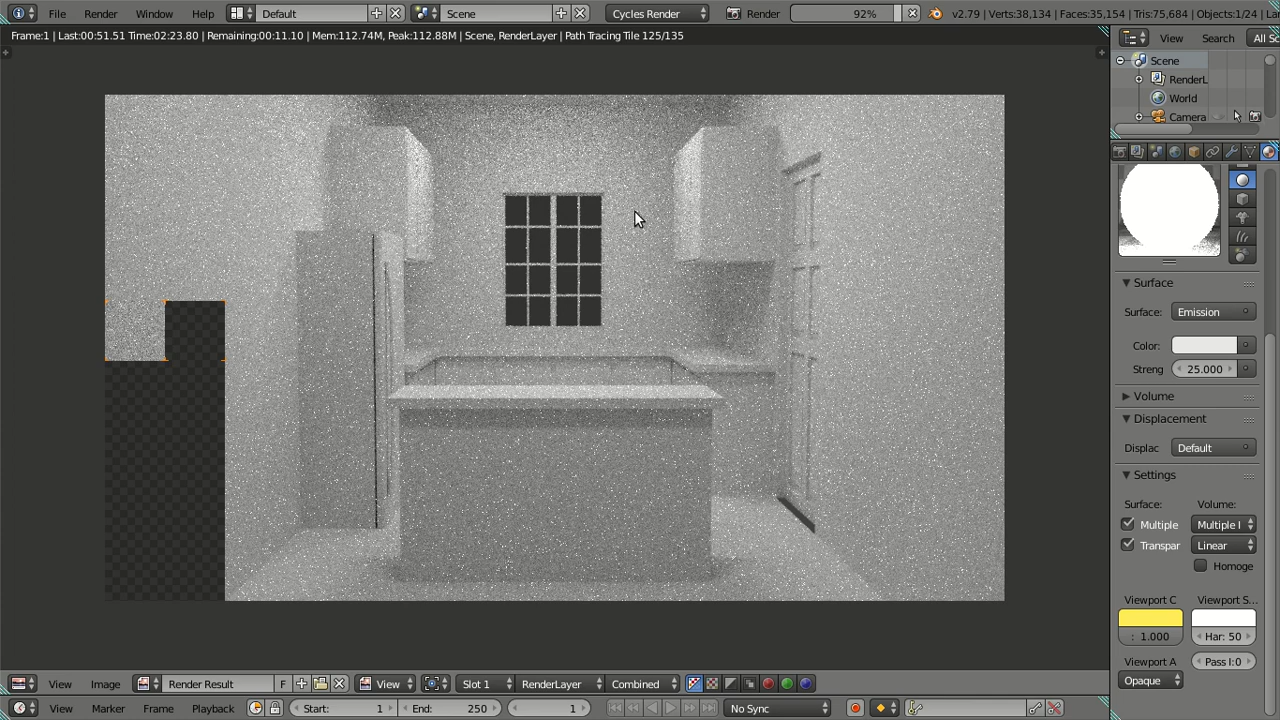 File Render Window Help Default Scene Cycles Render Render 92% v2.79 | Verts:38,134 | Faces:35,154 | Tris:75,684 | Objects:1/24 | La
Frame:1 | Last:00:51.51 Time:02:23.80 | Remaining:00:11.10 | Mem:112.74M, Peak:112.88M | Scene, RenderLayer | Path Tracing Tile 125/135
View Search All Sc
Scene
RenderL
World
Camera
Surface
Surface: Emission
Color:
Streng 25.000
Volume
Displacement
Displac Default
Settings
Surface: Volume:
Multiple Multiple I
Transpar Linear
Homoge
Viewport C Viewport S...
: 1.000 Har: 50
Viewport A Pass I:0
Opaque
View Image Render Result F View Slot 1 RenderLayer Combined
View Marker Frame Playback Start: 1 End: 250 1 No Sync